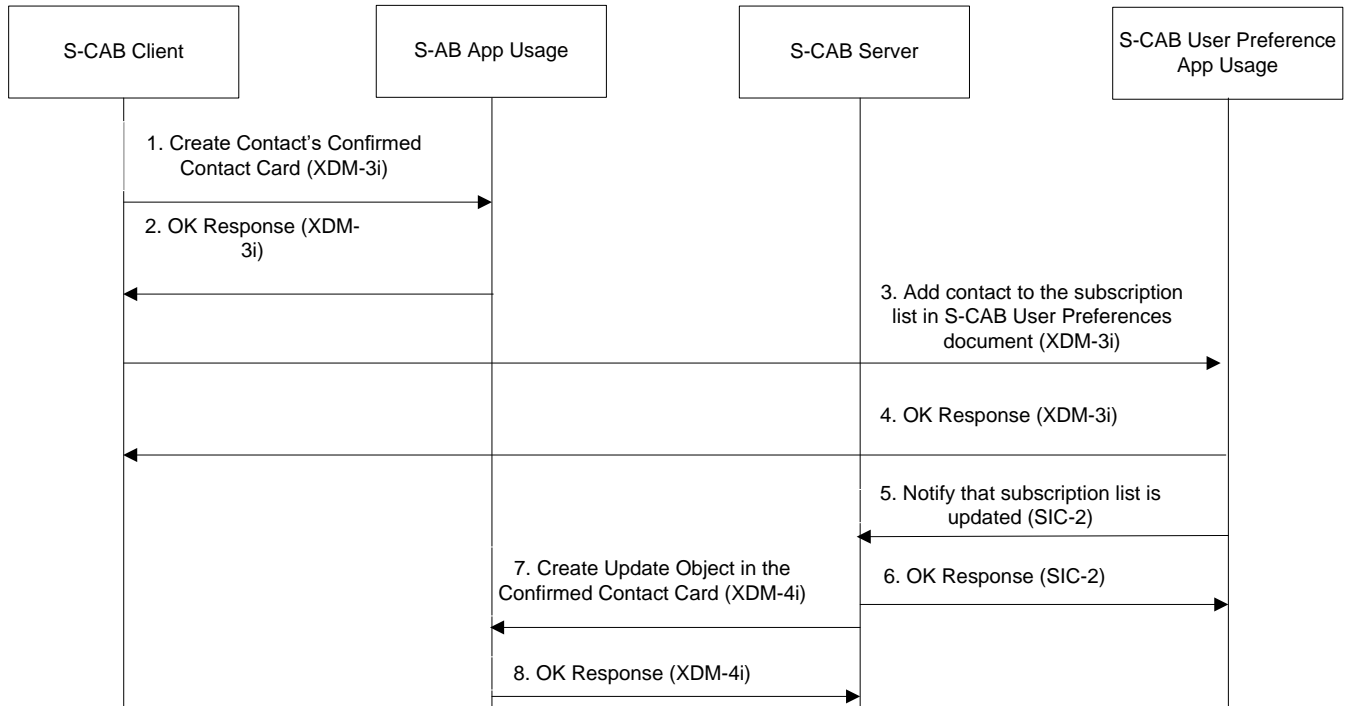 S-CAB Client
S-AB App Usage
S-CAB Server
S-CAB User Preference
App Usage
1. Create Contact's Confirmed
Contact Card (XDM-3i)
2. OK Response (XDM-
3i)
3. Add contact to the subscription
list in S-CAB User Preferences
document (XDM-3i)
4. OK Response (XDM-3i)
5. Notify that subscription list is
updated (SIC-2)
6. OK Response (SIC-2)
7. Create Update Object in the
Confirmed Contact Card (XDM-4i)
8. OK Response (XDM-4i)